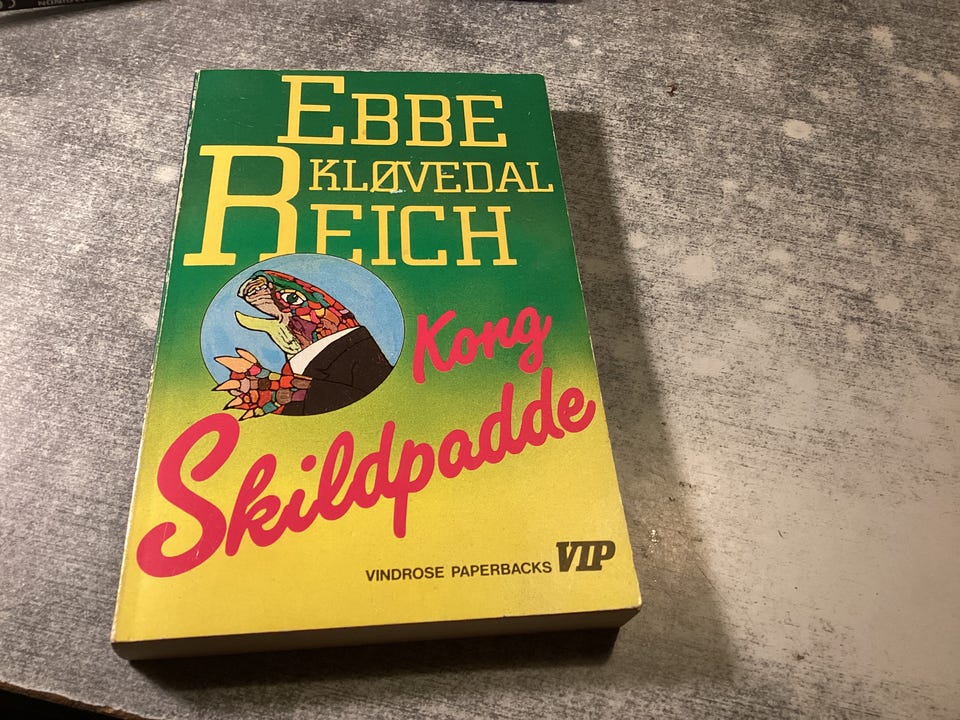 EBBE
KLØVEDAL
REICH
Kong
Skildpadde
VINDROSE PAPERBACKS VIP